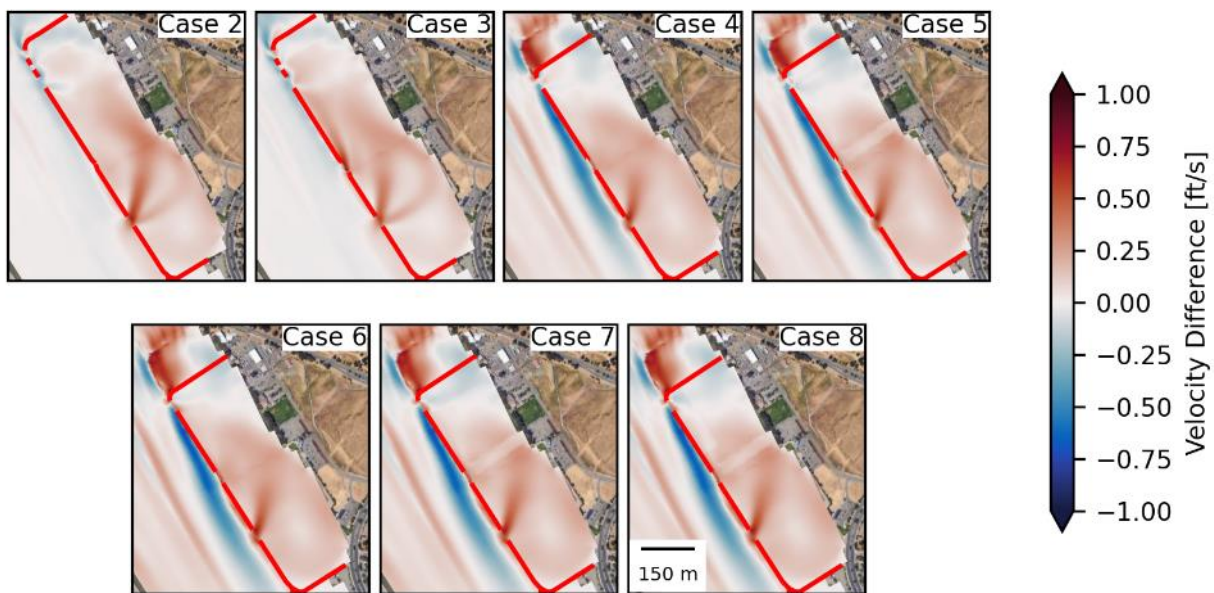 Case 2
Case 3
Case 4
Case 5
Case 6
Case 7
Case 8
150 m
1.00
0.75
0.50
0.25
0.00
−0.25
−0.50
−0.75
−1.00
Velocity Difference [ft/s]